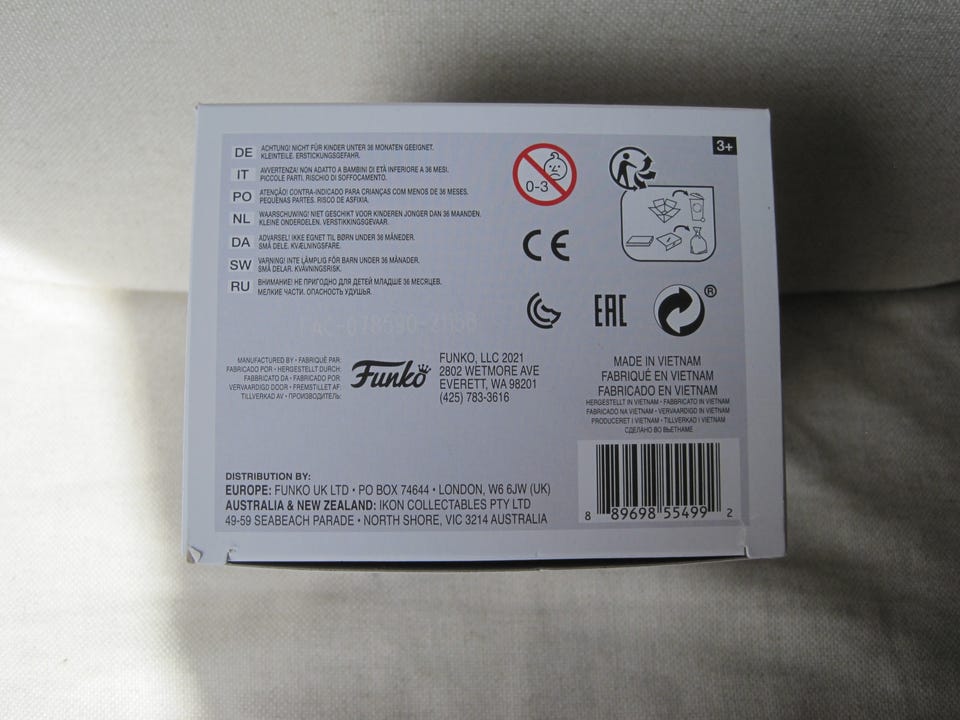 DE ACHTUNG! NICHT FÜR KINDER UNTER 36 MONATEN GEEIGNET.
KLEINTEILE. ERSTICKUNGSGEFAHR.
IT AVVERTENZA! NON ADATTO A BAMBINI DI ETÀ INFERIORE A 36 MESI.
PICCOLE PARTI. RISCHIO DI SOFFOCAMENTO.
PO ATENÇÃO! CONTRA-INDICADO PARA CRIANÇAS COM MENOS DE 36 MESES.
PEQUENAS PARTES. RISCO DE ASFIXIA.
NL WAARSCHUWING! NIET GESCHIKT VOOR KINDEREN JONGER DAN 36 MAANDEN.
KLEINE ONDERDELEN. VERSTIKKINGSGEVAAR.
DA ADVARSEL! IKKE EGNET TIL BØRN UNDER 36 MÅNEDER.
SMÅ DELE. KVÆLNINGSFARE.
SW VARNING! INTE LÄMPLIG FÖR BARN UNDER 36 MÅNADER.
SMÅ DELAR. KVÄVNINGSRISK.
RU ВНИМАНИЕ! НЕ ПРИГОДНО ДЛЯ ДЕТЕЙ МЛАДШЕ 36 МЕСЯЦЕВ.
МЕЛКИЕ ЧАСТИ. ОПАСНОСТЬ УДУШЬЯ.
0-3
3+
CE
EAC
®
MANUFACTURED BY • FABRIQUÉ PAR:
FABRICADO POR • HERGESTELLT DURCH:
FABBRICATO DA • FABRICADO POR:
VERVAARDIGD DOOR • FREMSTILLET AF:
TILLVERKAD AV • ПРОИЗВОДИТЕЛЬ:
Funko
FUNKO, LLC 2021
2802 WETMORE AVE
EVERETT, WA 98201
(425) 783-3616
MADE IN VIETNAM
FABRIQUÉ EN VIETNAM
FABRICADO EN VIETNAM
HERGESTELLT IN VIETNAM • FABBRICATO IN VIETNAM
FABRICADO NA VIETNAM • VERVAARDIGD IN VIETNAM
PRODUCERET I VIETNAM • TILLVERKAD I VIETNAM
СДЕЛАНО ВО ВЬЕТНАМЕ
DISTRIBUTION BY:
EUROPE: FUNKO UK LTD • PO BOX 74644 • LONDON, W6 6JW (UK)
AUSTRALIA & NEW ZEALAND: IKON COLLECTABLES PTY LTD
49-59 SEABEACH PARADE • NORTH SHORE, VIC 3214 AUSTRALIA
8 89698 55499 2